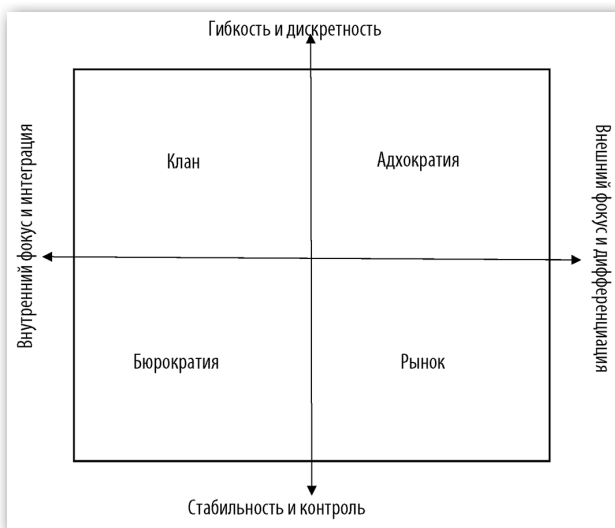 Гибкость и дискретность
Внутренний фокус и интеграция
Клан
Адхократия
Внешний фокус и дифференциация
Бюрократия
Рынок
Стабильность и контроль